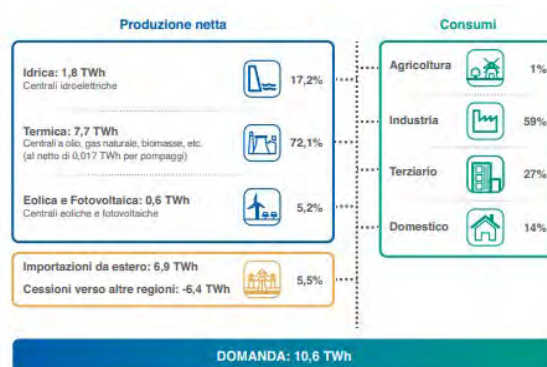 Produzione netta
Idrica: 1,8 TWh
Centrali idroelettriche
17,2%
Termica: 7,7 TWh
Centrali a olio, gas naturale, biomasse, etc.
(al netto di 0,017 TWh per pompaggi)
72,1%
Eolica e Fotovoltaica: 0,6 TWh
Centrali eoliche e fotovoltaiche
5,2%
Importazioni da estero: 6,9 TWh
Cessioni verso altre regioni: -6,4 TWh
5,5%
Consumi
Agricoltura
1%
Industria
59%
Terziario
27%
Domestico
14%
DOMANDA: 10,6 TWh